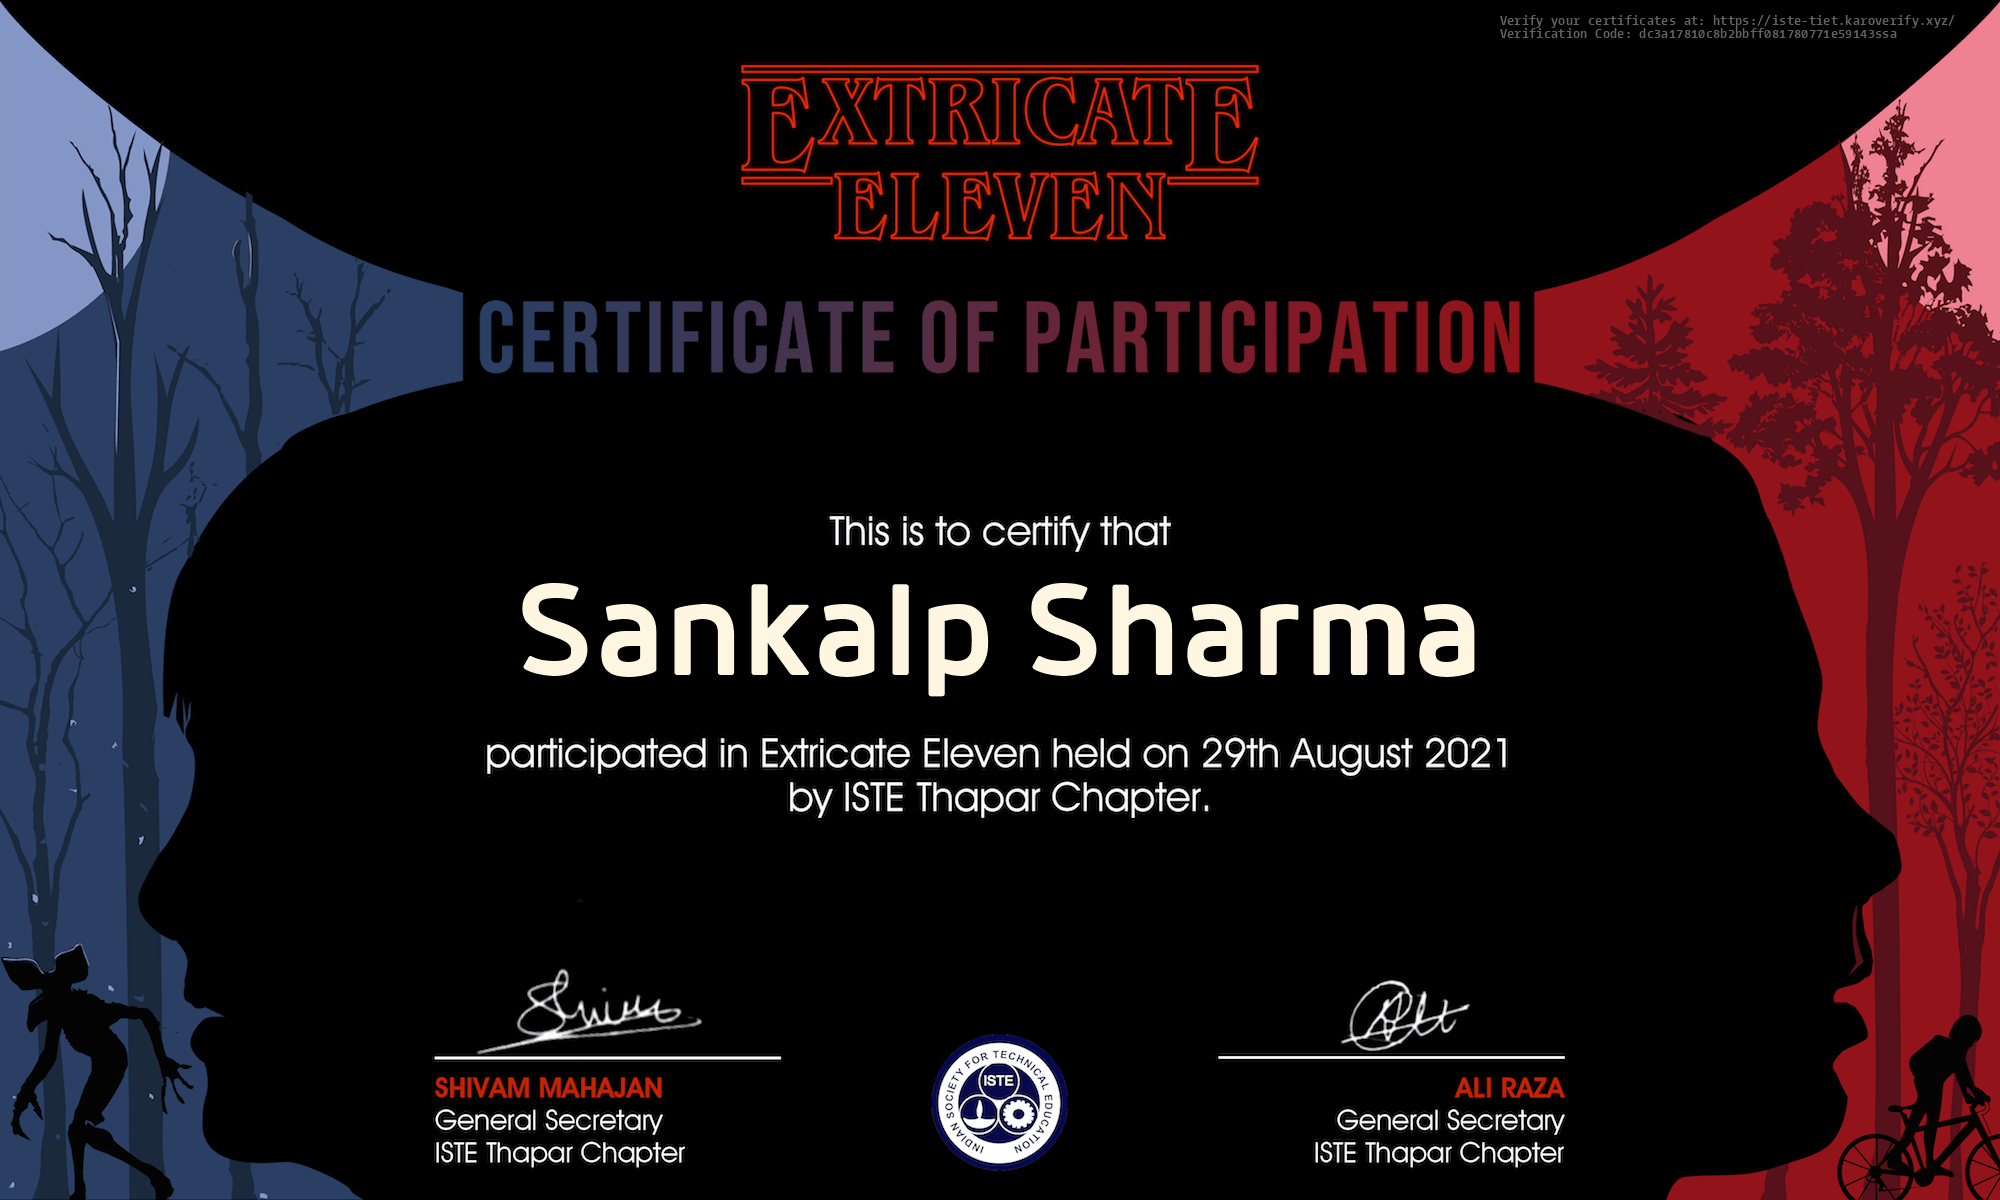 Verify your certificates at: https://iste-tiet.karoverify.xyz/
Verification Code: dc3a17810c8b2bbff081780771e59143ssa
EXTRICATE
ELEVEN
CERTIFICATE OF PARTICIPATION
This is to certify that
Sankalp Sharma
participated in Extricate Eleven held on 29th August 2021
by ISTE Thapar Chapter.
SHIVAM MAHAJAN
General Secretary
ISTE Thapar Chapter
INDIAN SOCIETY FOR TECHNICAL EDUCATION
ISTE
ALI RAZA
General Secretary
ISTE Thapar Chapter